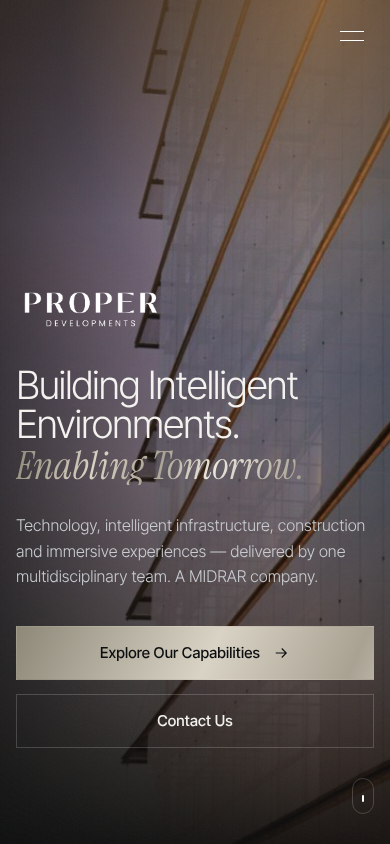 PROPER
DEVELOPMENTS
Building Intelligent
Environments.
Enabling Tomorrow.
Technology, intelligent infrastructure, construction
and immersive experiences — delivered by one
multidisciplinary team. A MIDRAR company.
Explore Our Capabilities →
Contact Us